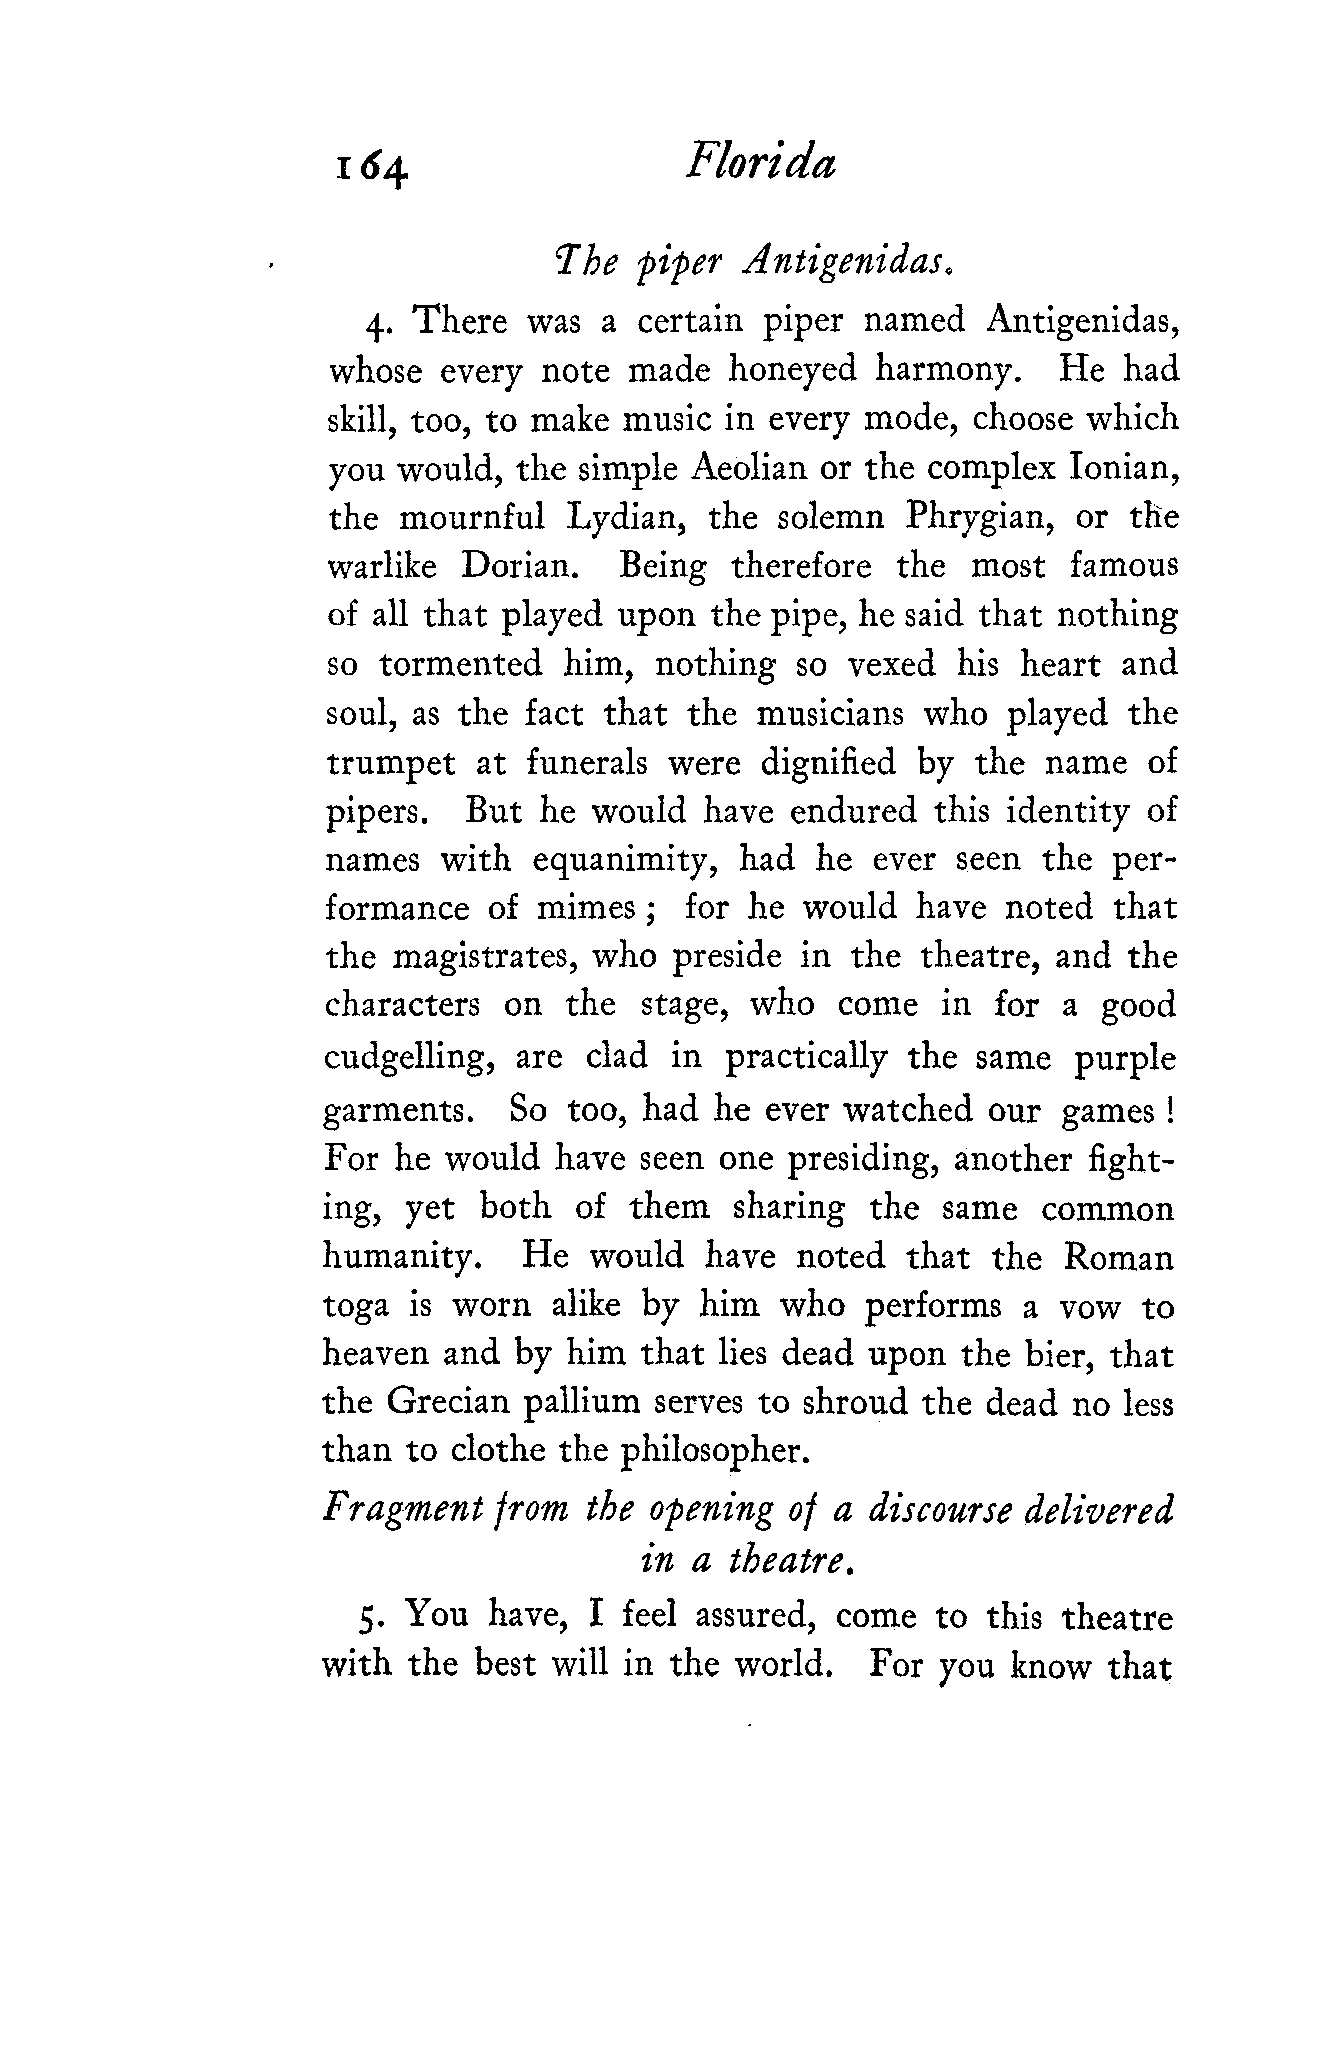 164 Florida
The piper Antigenidas.
4. There was a certain piper named Antigenidas,
whose every note made honeyed harmony. He had
skill, too, to make music in every mode, choose which
you would, the simple Aeolian or the complex Ionian,
the mournful Lydian, the solemn Phrygian, or the
warlike Dorian. Being therefore the most famous
of all that played upon the pipe, he said that nothing
so tormented him, nothing so vexed his heart and
soul, as the fact that the musicians who played the
trumpet at funerals were dignified by the name of
pipers. But he would have endured this identity of
names with equanimity, had he ever seen the per-
formance of mimes ; for he would have noted that
the magistrates, who preside in the theatre, and the
characters on the stage, who come in for a good
cudgelling, are clad in practically the same purple
garments. So too, had he ever watched our games !
For he would have seen one presiding, another fight-
ing, yet both of them sharing the same common
humanity. He would have noted that the Roman
toga is worn alike by him who performs a vow to
heaven and by him that lies dead upon the bier, that
the Grecian pallium serves to shroud the dead no less
than to clothe the philosopher.
Fragment from the opening of a discourse delivered
in a theatre.
5. You have, I feel assured, come to this theatre
with the best will in the world. For you know that